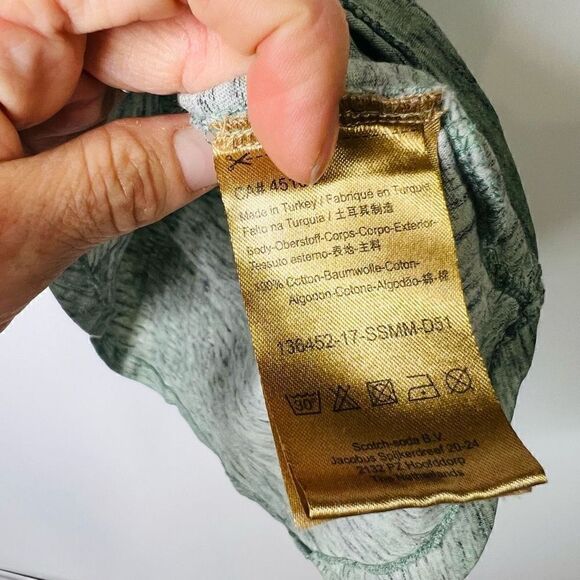 CA# 4515
Made in Turkey / Fabriqué en Turquie
Feito na Turquia / 土耳其制造
Body-Oberstoff-Corps-Corpo-Exterior-
Tessuto esterno-表地-主料
100% Cotton-Baumwolle-Coton-
Algodon-Cotone-Algodão-綿-棉
136452-17-SSMM-D51
30°
Scotch-soda B.V.
Jacobus Spijkerdreef 20-24
2132 PZ Hoofddorp
The Netherlands